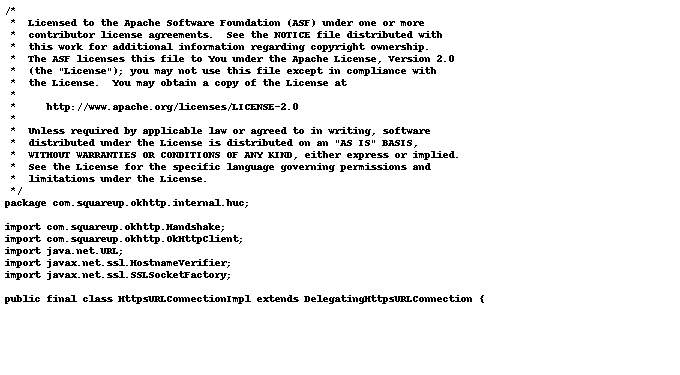 /*
 *  Licensed to the Apache Software Foundation (ASF) under one or more
 *  contributor license agreements.  See the NOTICE file distributed with
 *  this work for additional information regarding copyright ownership.
 *  The ASF licenses this file to You under the Apache License, Version 2.0
 *  (the "License"); you may not use this file except in compliance with
 *  the License.  You may obtain a copy of the License at
 *
 *     http://www.apache.org/licenses/LICENSE-2.0
 *
 *  Unless required by applicable law or agreed to in writing, software
 *  distributed under the License is distributed on an "AS IS" BASIS,
 *  WITHOUT WARRANTIES OR CONDITIONS OF ANY KIND, either express or implied.
 *  See the License for the specific language governing permissions and
 *  limitations under the License.
 */
package com.squareup.okhttp.internal.huc;

import com.squareup.okhttp.Handshake;
import com.squareup.okhttp.OkHttpClient;
import java.net.URL;
import javax.net.ssl.HostnameVerifier;
import javax.net.ssl.SSLSocketFactory;

public final class HttpsURLConnectionImpl extends DelegatingHttpsURLConnection {